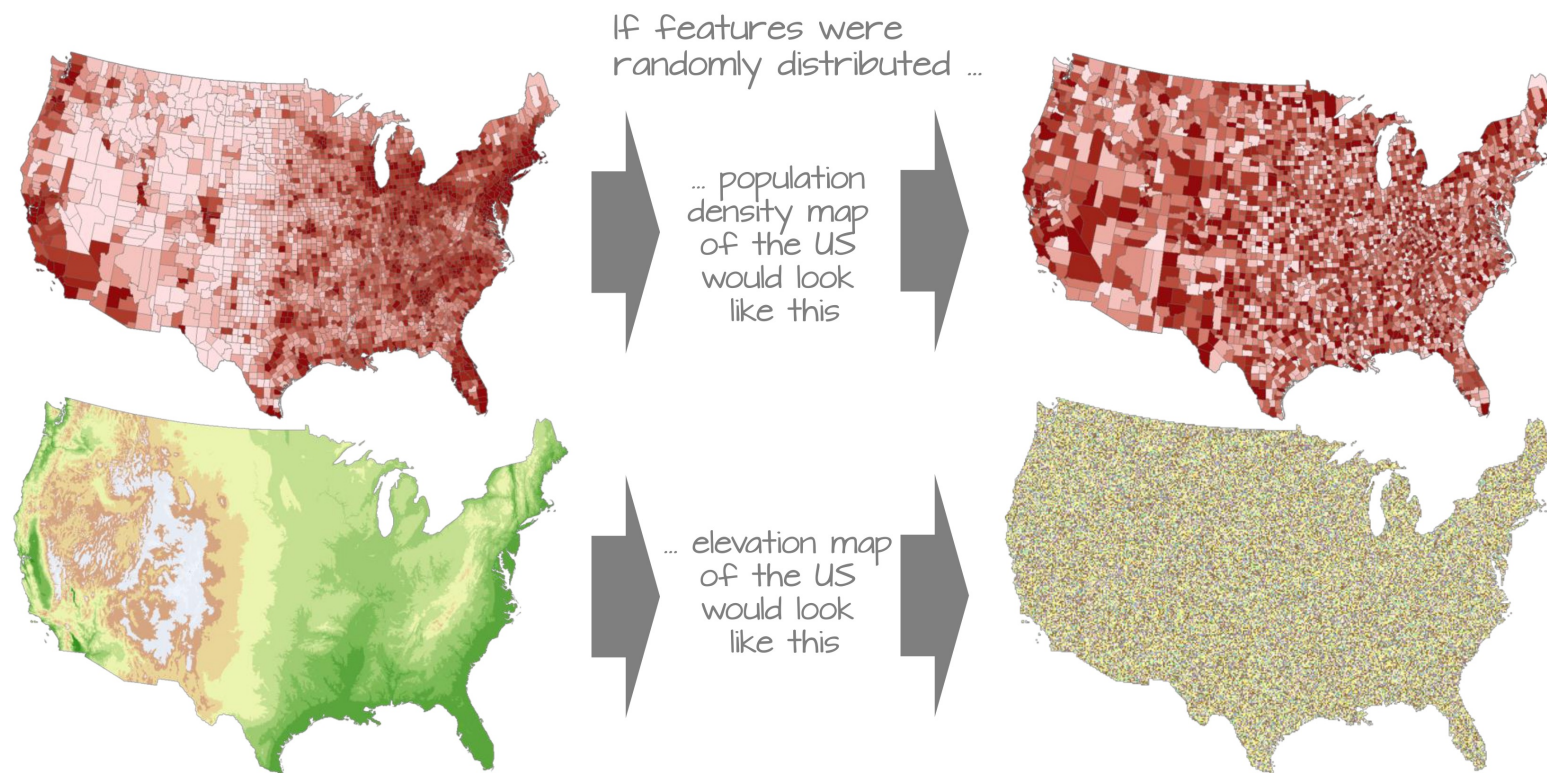 If features were
randomly distributed ...
... population
density map
of the US
would look
like this
... elevation map
of the US
would look
like this